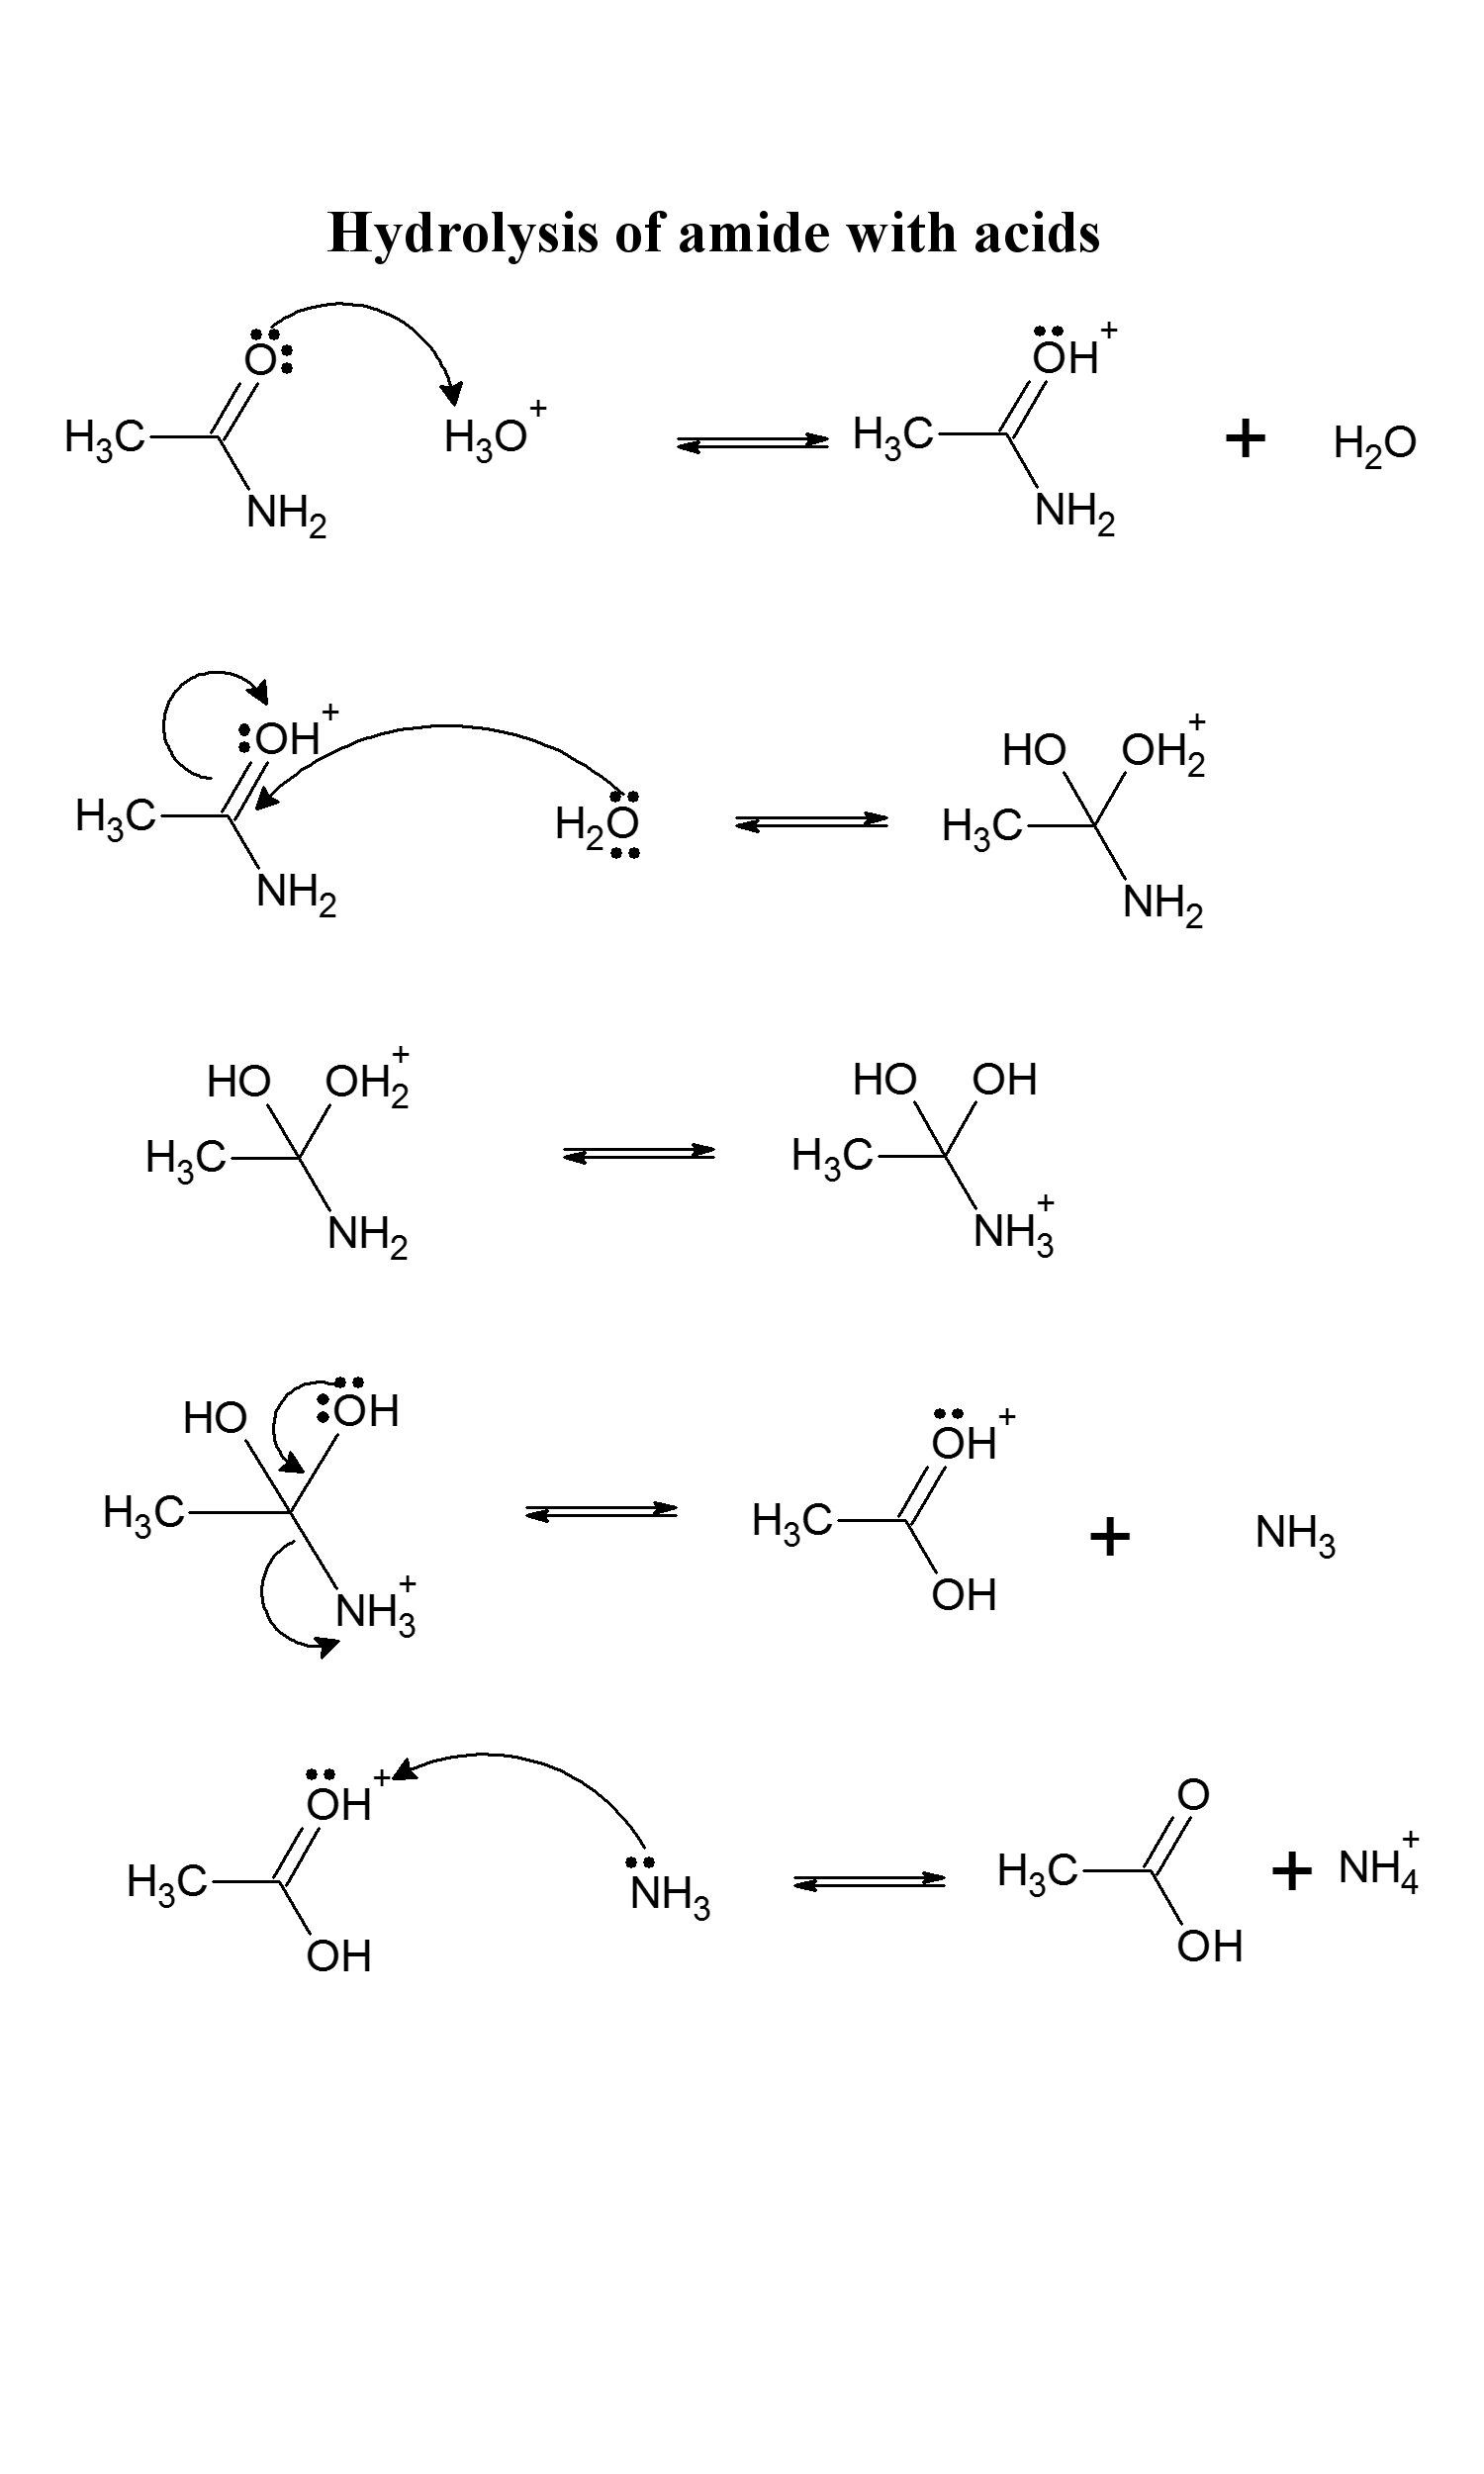 Hydrolysis of amide with acids
O
H₃C
NH₂
H₃O⁺
OH⁺
H₃C
NH₂
+
H₂O
OH⁺
H₃C
NH₂
H₂O
HO OH₂⁺
H₃C
NH₂
HO OH₂⁺
H₃C
NH₂
HO OH
H₃C
NH₃⁺
HO OH
H₃C
NH₃⁺
OH⁺
H₃C
OH
+
NH₃
OH⁺
H₃C
OH
NH₃
O
H₃C
OH
+
NH₄⁺